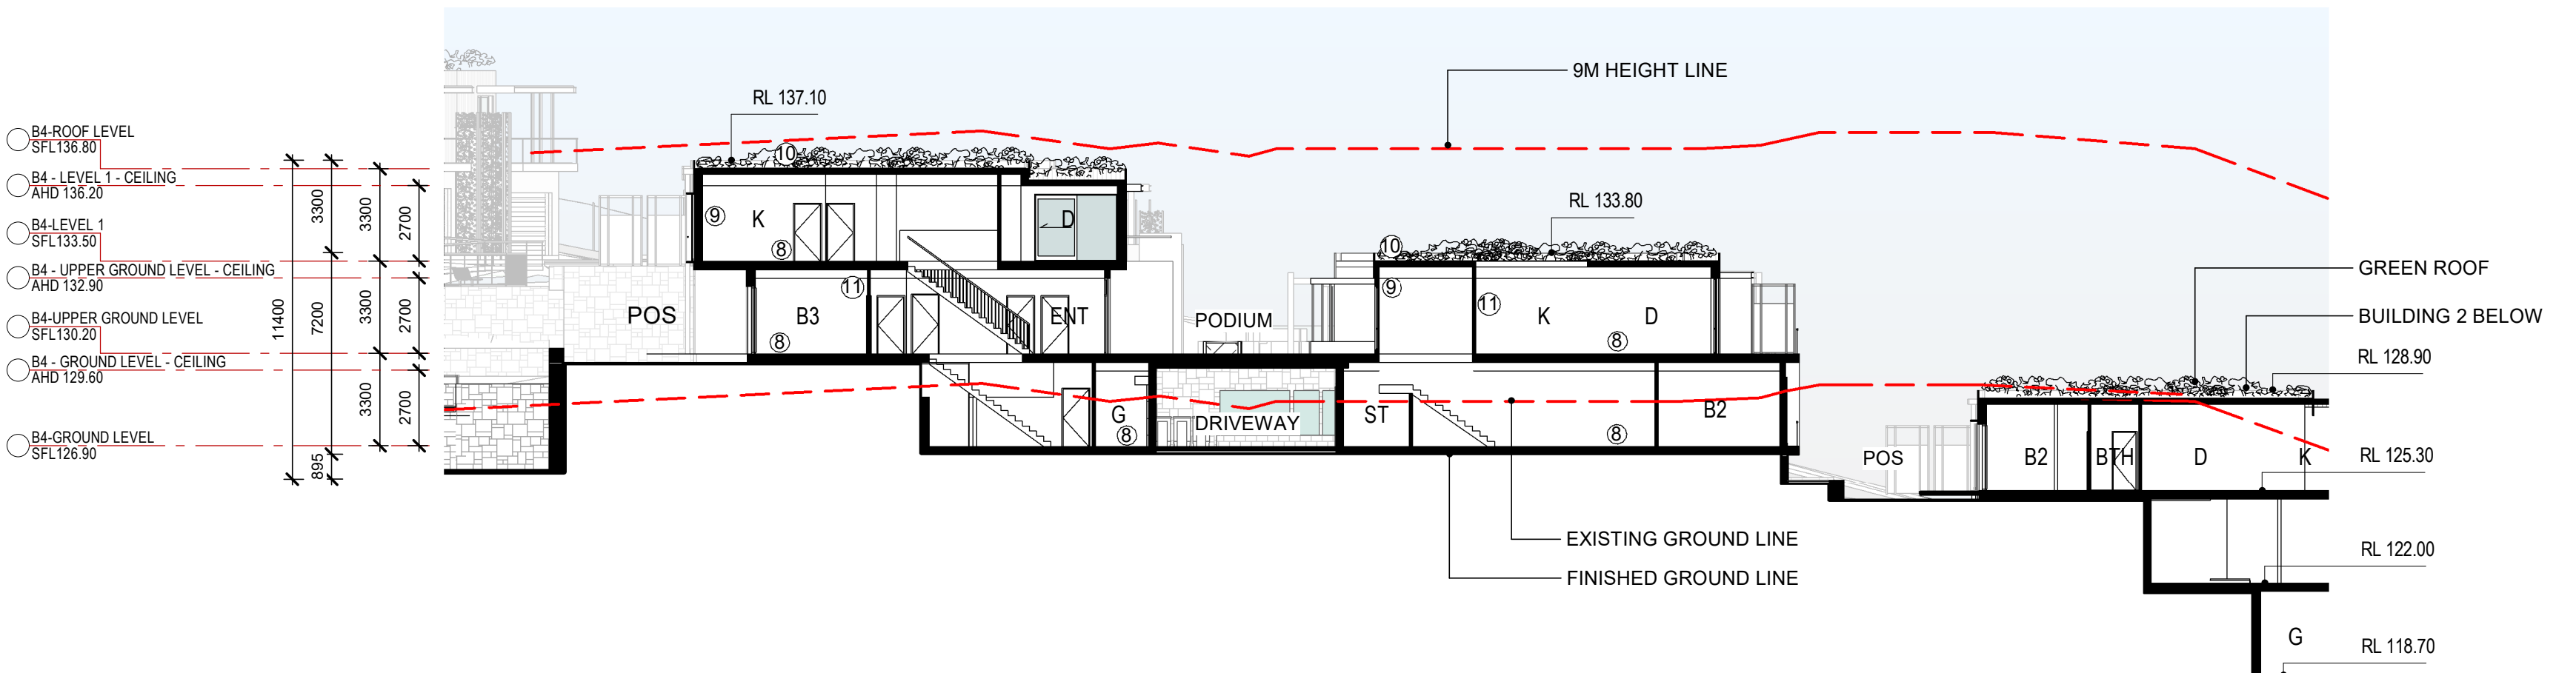 9M HEIGHT LINE
RL 137.10
B4-ROOF LEVEL
SFL136.80
10
B4 - LEVEL 1 - CEILING
AHD 136.20
3300
3300
2700
9
K
D
RL 133.80
B4-LEVEL 1
SFL133.50
8
10
B4 - UPPER GROUND LEVEL - CEILING
AHD 132.90
GREEN ROOF
11
9
11
11400
7200
3300
2700
POS
B3
ENT
PODIUM
K
D
BUILDING 2 BELOW
B4-UPPER GROUND LEVEL
SFL130.20
8
8
RL 128.90
B4 - GROUND LEVEL - CEILING
AHD 129.60
3300
2700
G
DRIVEWAY
ST
B2
8
8
B4-GROUND LEVEL
SFL126.90
895
POS
B2
BTH
D
K
RL 125.30
EXISTING GROUND LINE
RL 122.00
FINISHED GROUND LINE
G
RL 118.70